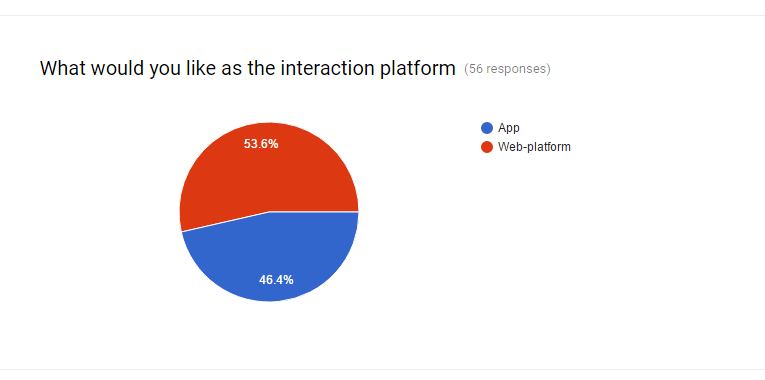 What would you like as the interaction platform (56 responses)
App
Web-platform
53.6%
46.4%